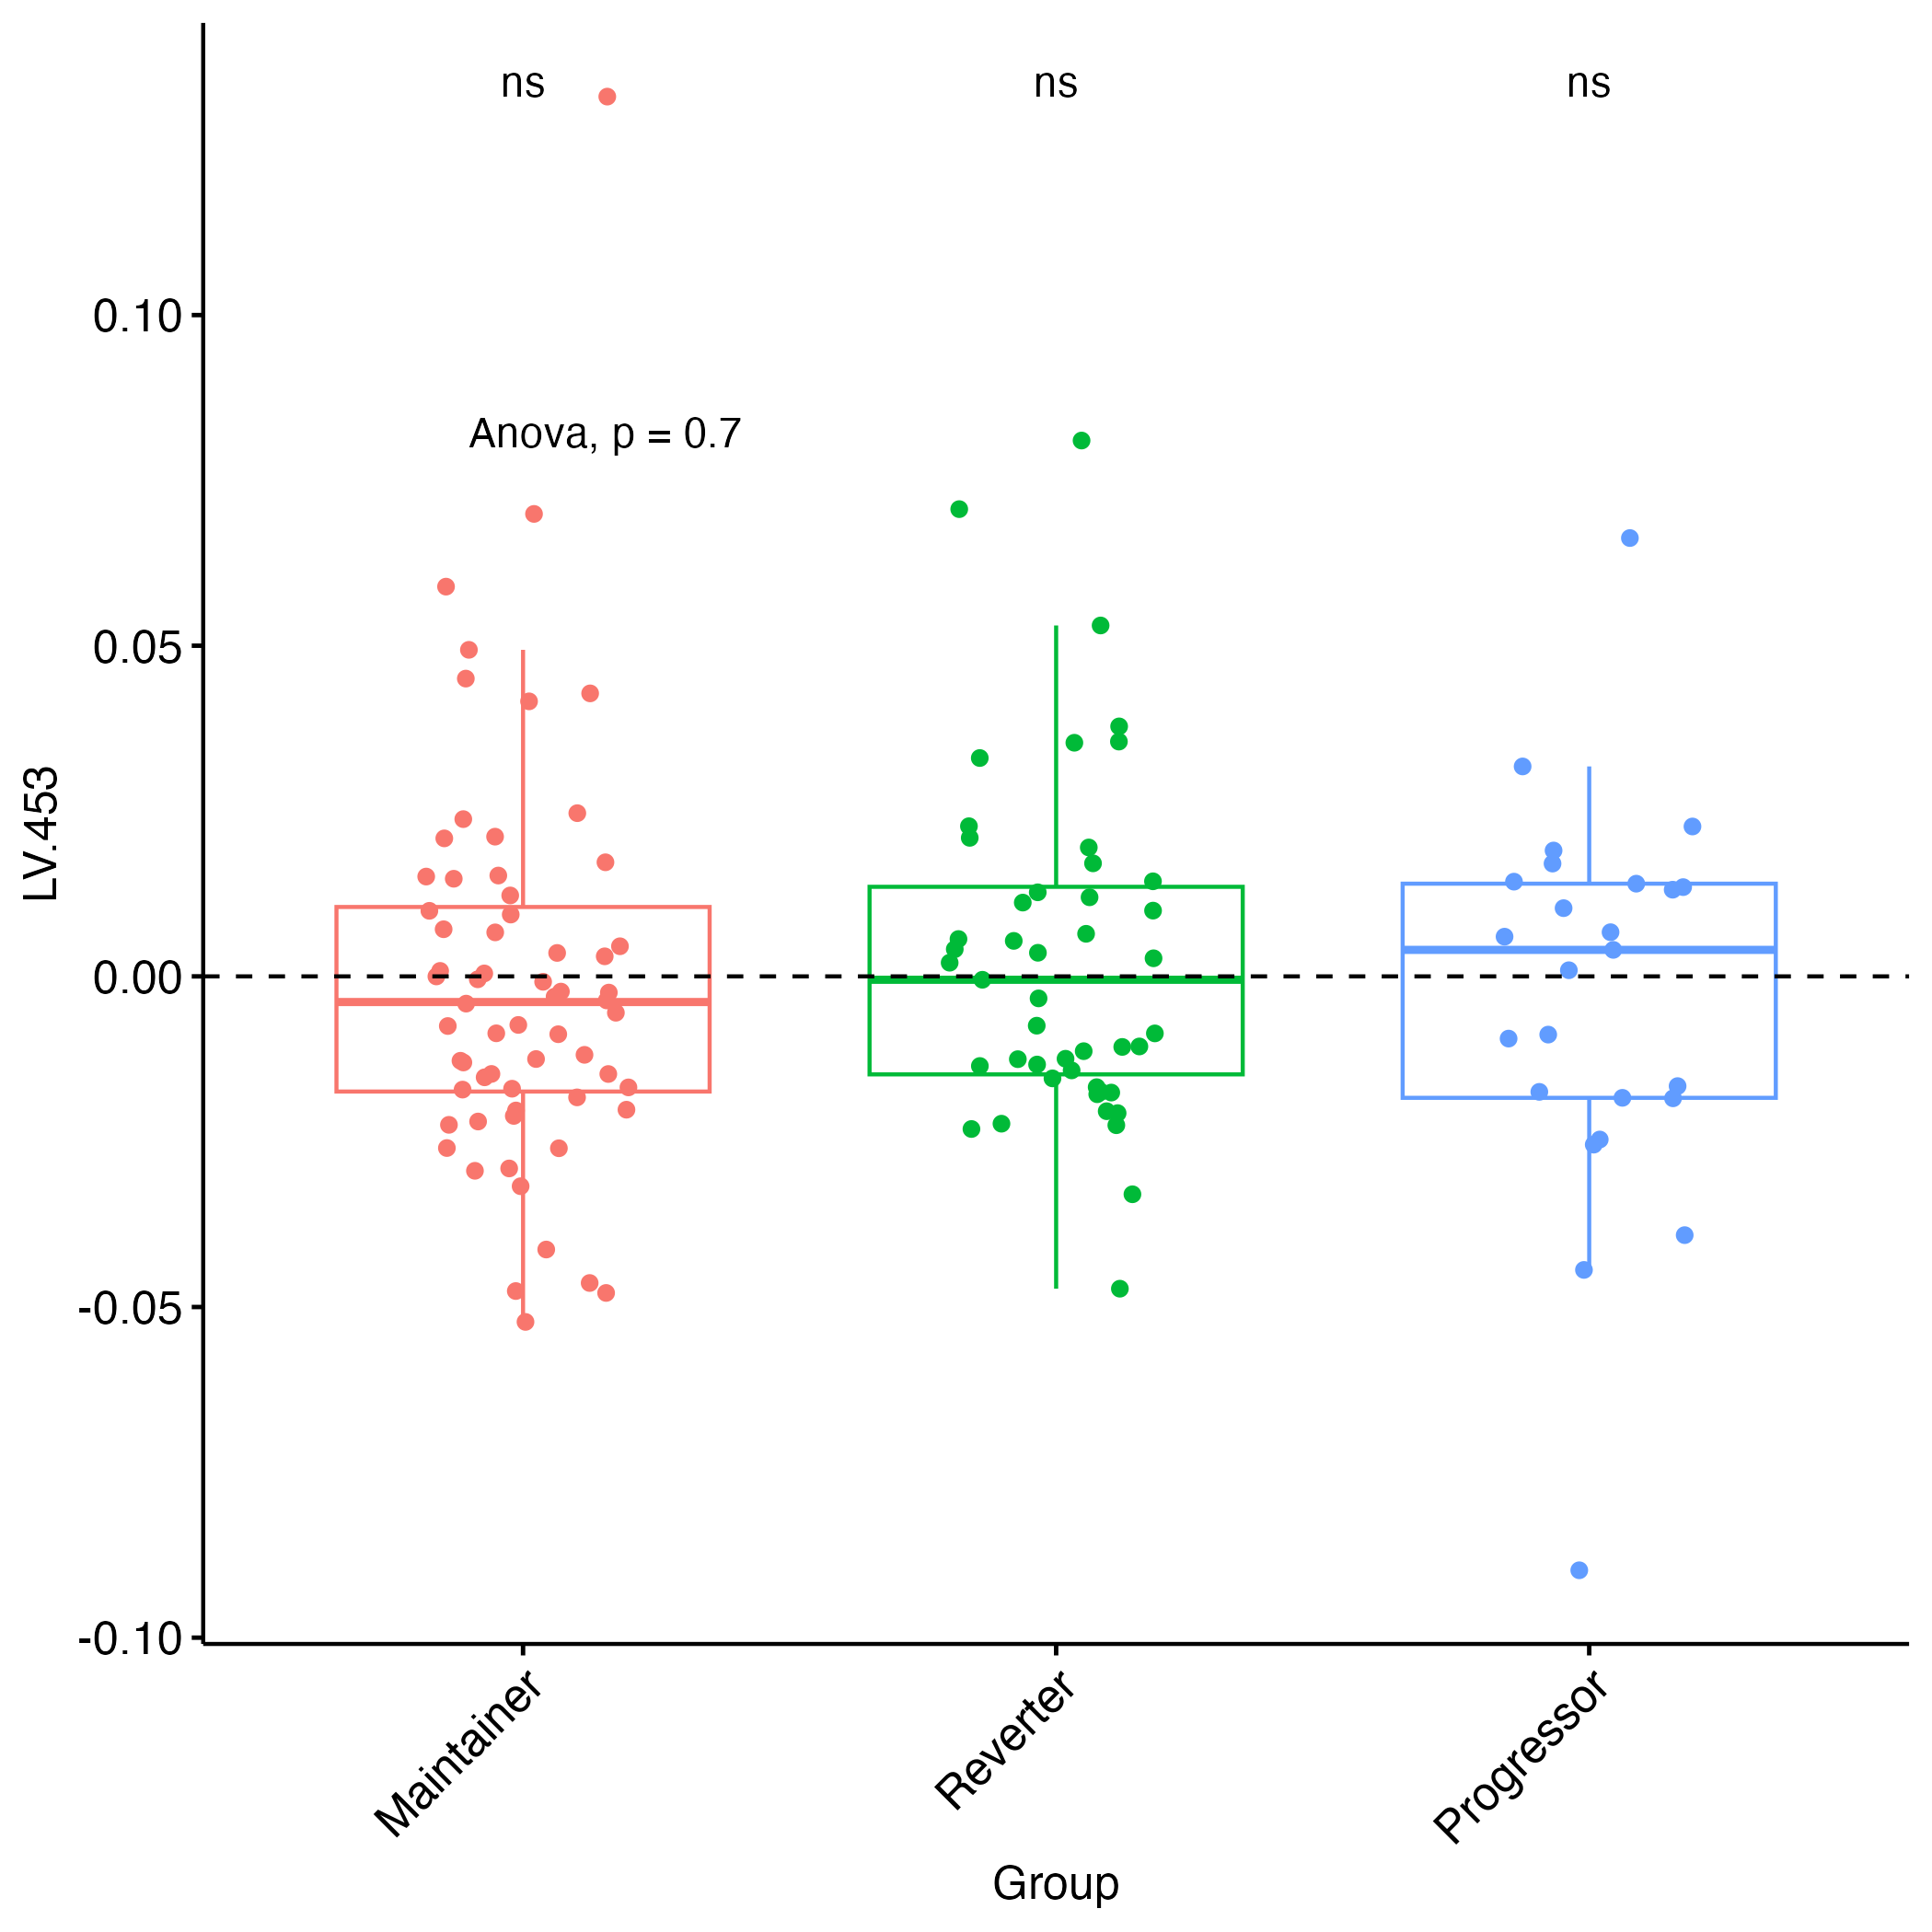 ns
ns
ns
Anova, p = 0.7
LV.453
0.10
0.05
0.00
-0.05
-0.10
Maintainer
Reverter
Progressor
Group